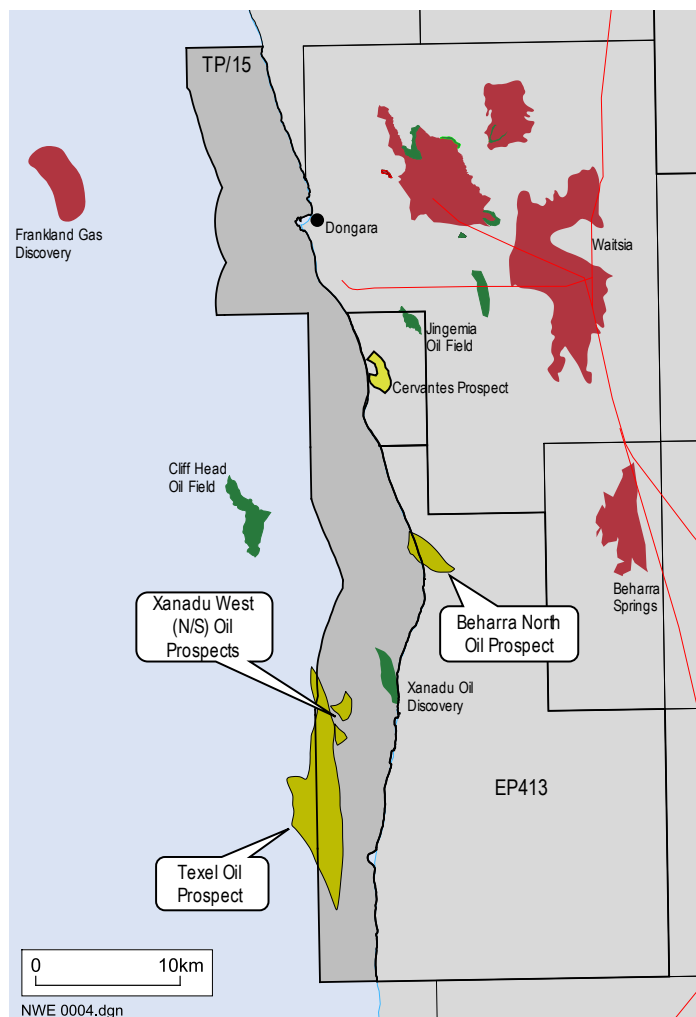 TP/15
Frankland Gas
Discovery
Dongara
Waitsia
Jingemia
Oil Field
Cervantes Prospect
Cliff Head
Oil Field
Xanadu West
(N/S) Oil
Prospects
Beharra North
Oil Prospect
Beharra
Springs
Xanadu Oil
Discovery
EP413
Texel Oil
Prospect
0 10km
NWE 0004.dgn